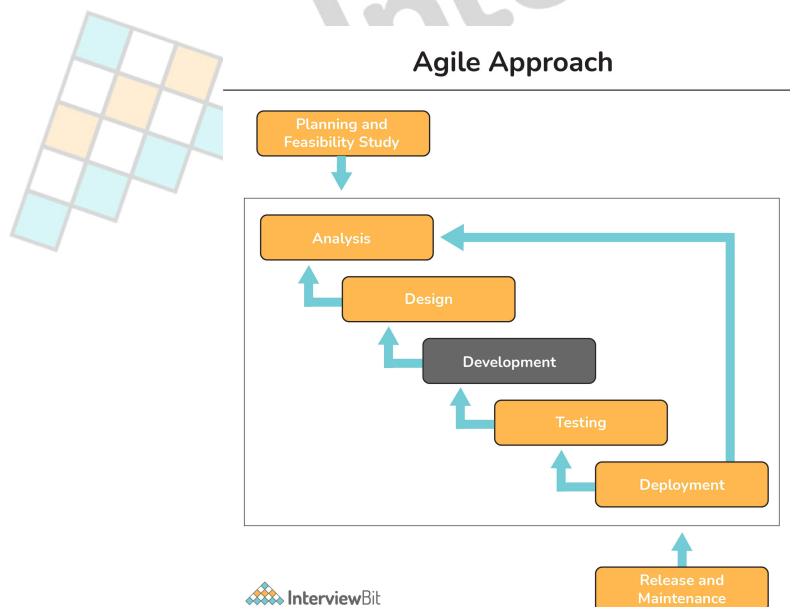 Agile Approach
Planning and
Feasibility Study
Analysis
Design
Development
Testing
Deployment
Release and
Maintenance
InterviewBit